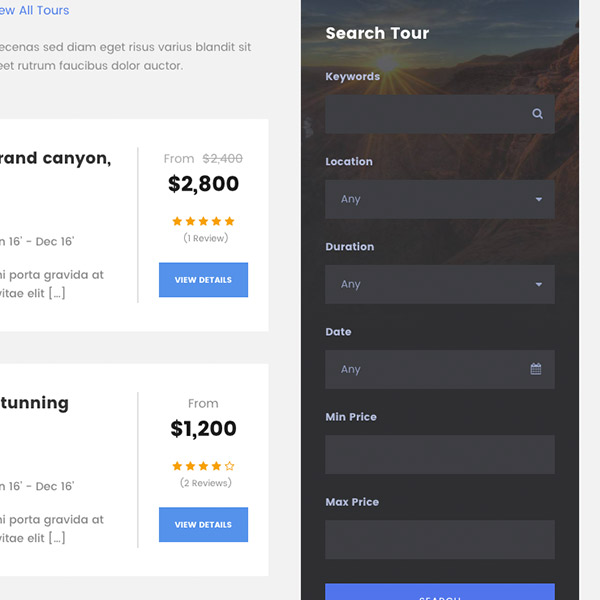 View All Tours
ecenas sed diam eget risus varius blandit sit
eet rutrum faucibus dolor auctor.
rand canyon,
From $2,400
$2,800
(1 Review)
n 16' - Dec 16'
ni porta gravida at
vitae elit [...]
VIEW DETAILS
tunning
From
$1,200
(2 Reviews)
n 16' - Dec 16'
ni porta gravida at
vitae elit [...]
VIEW DETAILS
Search Tour
Keywords
Location
Any
Duration
Any
Date
Any
Min Price
Max Price
SEARCH